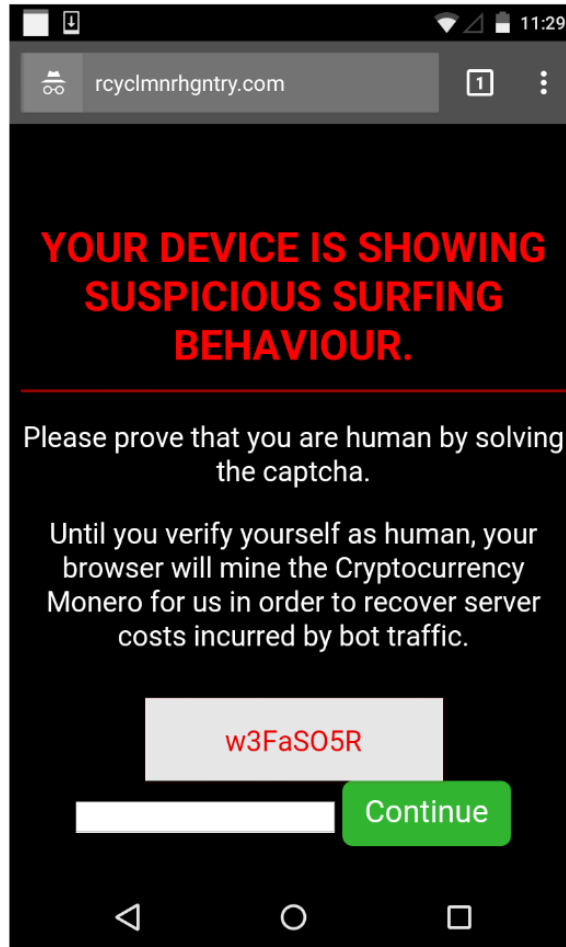 11:29
rcyclmnrhgntry.com
1
YOUR DEVICE IS SHOWING
SUSPICIOUS SURFING
BEHAVIOUR.
Please prove that you are human by solving
the captcha.
Until you verify yourself as human, your
browser will mine the Cryptocurrency
Monero for us in order to recover server
costs incurred by bot traffic.
w3FaSO5R
Continue